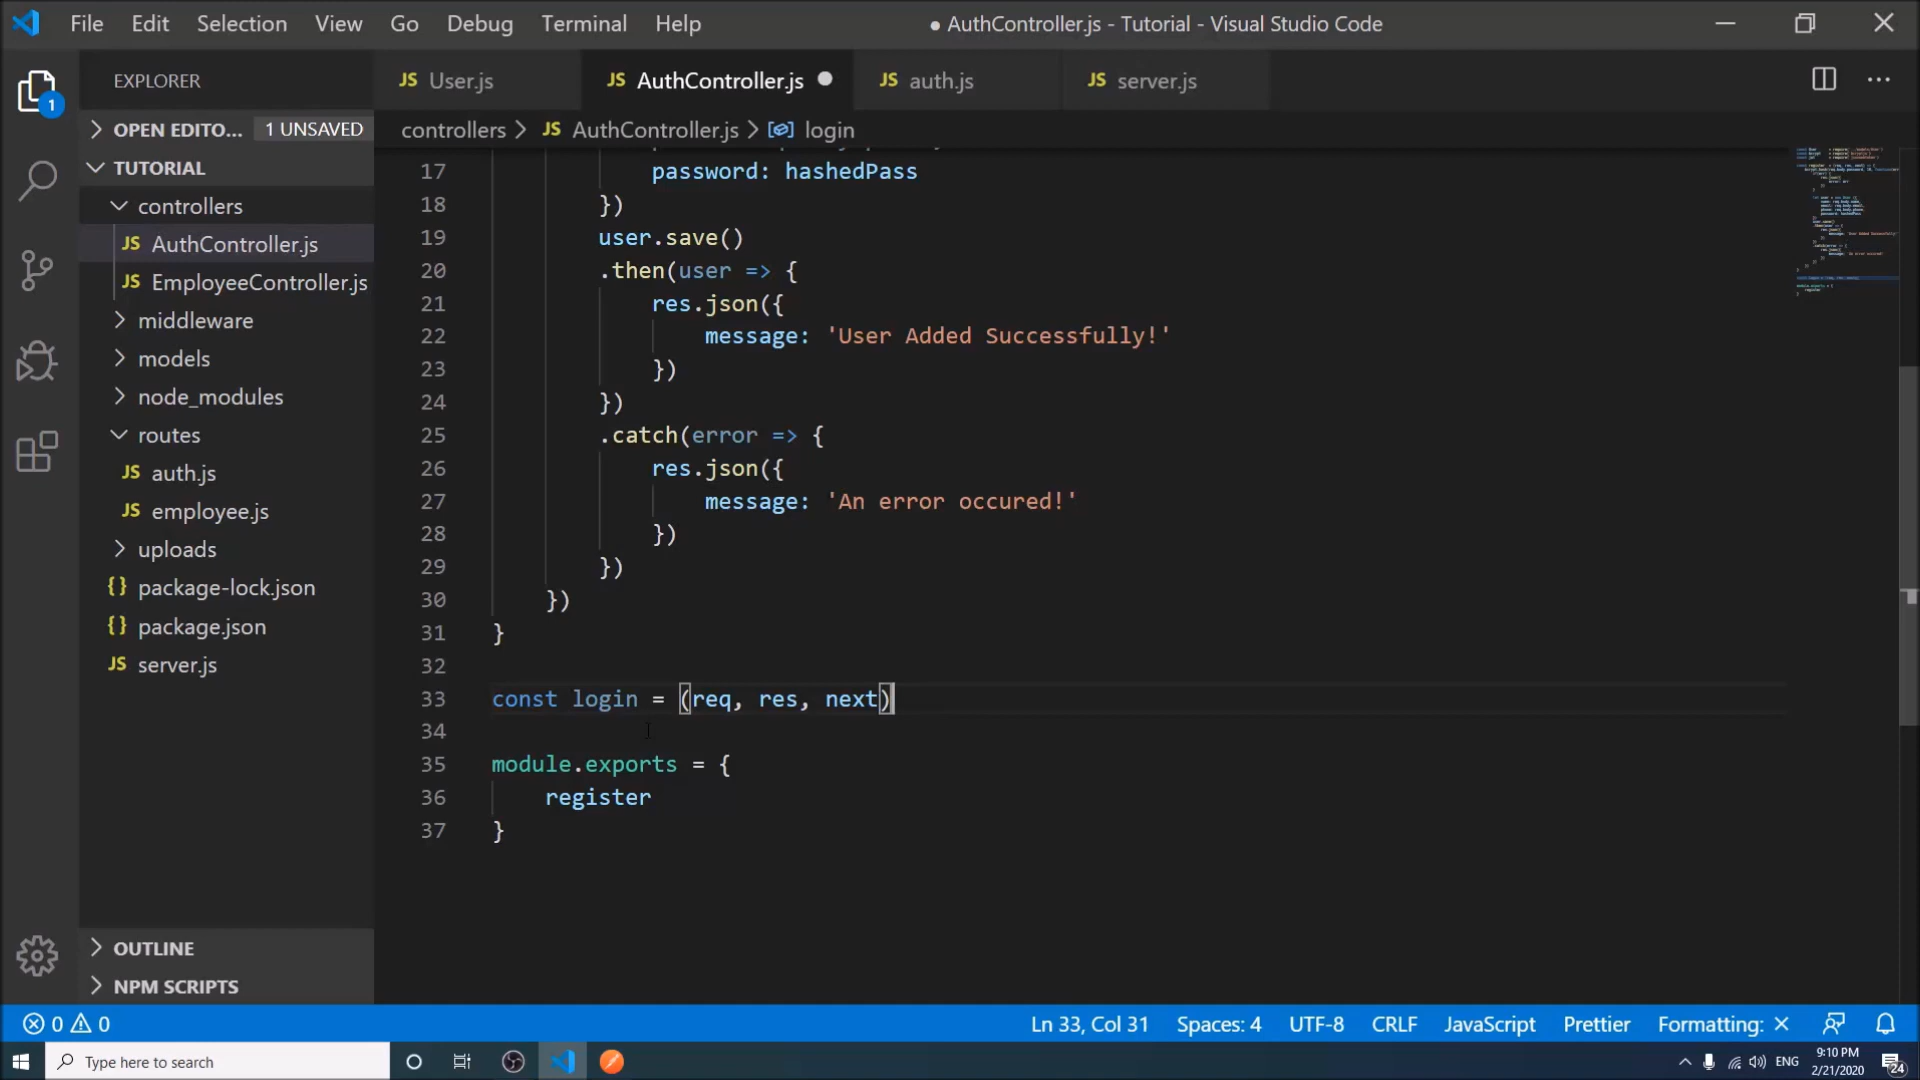 File Edit Selection View Go Debug Terminal Help ● AuthController.js - Tutorial - Visual Studio Code
EXPLORER
JS User.js JS AuthController.js JS auth.js JS server.js
OPEN EDITO... 1 UNSAVED
controllers > JS AuthController.js > login
TUTORIAL
controllers
JS AuthController.js
JS EmployeeController.js
middleware
models
node_modules
routes
JS auth.js
JS employee.js
uploads
{} package-lock.json
{} package.json
JS server.js
OUTLINE
NPM SCRIPTS
1
17 password: hashedPass
18 })
19 user.save()
20 .then(user => {
21 res.json({
22 message: 'User Added Successfully!'
23 })
24 })
25 .catch(error => {
26 res.json({
27 message: 'An error occured!'
28 })
29 })
30 })
31 }
32
33 const login = (req, res, next)
34
35 module.exports = {
36 register
37 }
0 0 Ln 33, Col 31 Spaces: 4 UTF-8 CRLF JavaScript Prettier Formatting: ×
Type here to search ENG 9:10 PM
2/21/2020 24